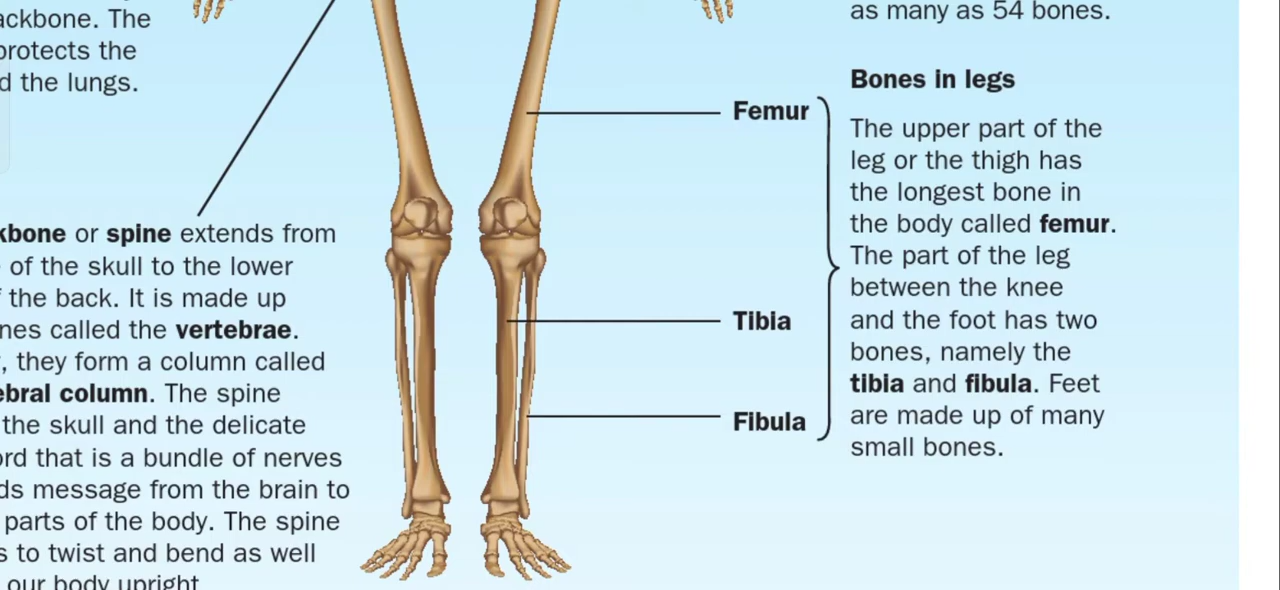 ackbone. The
protects the
d the lungs.
kbone or spine extends from
of the skull to the lower
the back. It is made up
nes called the vertebrae.
, they form a column called
ebral column. The spine
the skull and the delicate
ord that is a bundle of nerves
ds message from the brain to
parts of the body. The spine
s to twist and bend as well
our body upright
Femur
Tibia
Fibula
as many as 54 bones.
Bones in legs
The upper part of the
leg or the thigh has
the longest bone in
the body called femur.
The part of the leg
between the knee
and the foot has two
bones, namely the
tibia and fibula. Feet
are made up of many
small bones.